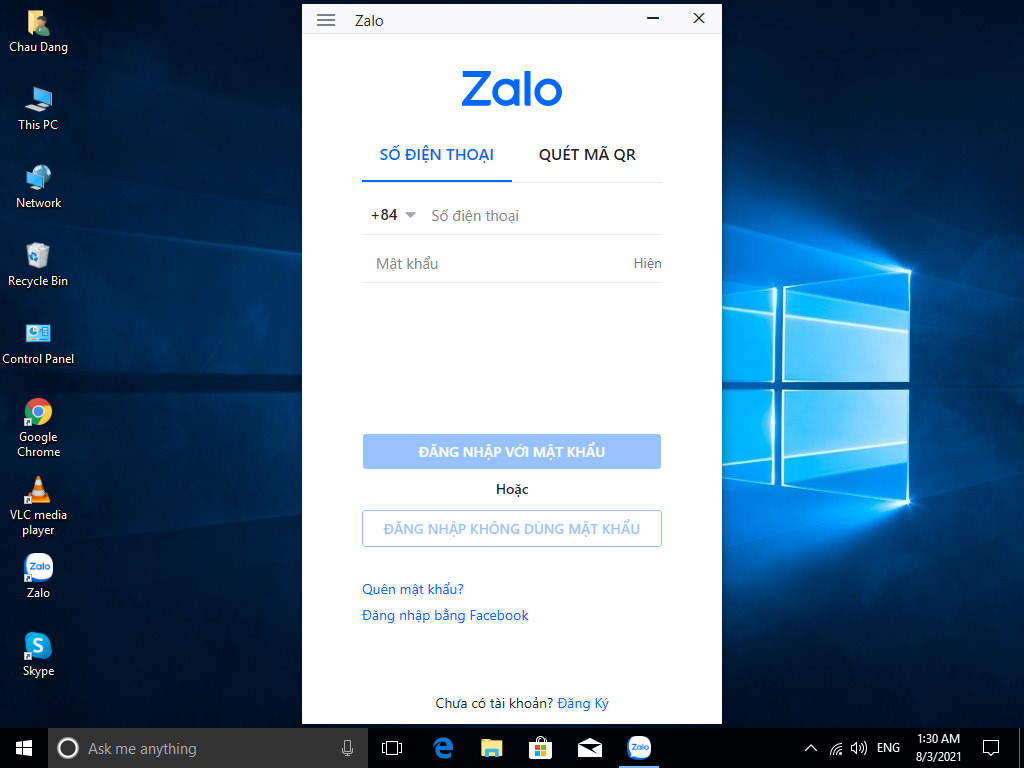 Chau Dang
This PC
Network
Recycle Bin
Control Panel
Google
Chrome
VLC media
player
Zalo
Zalo
S
Skype
Zalo
Zalo
SỐ ĐIỆN THOẠI QUÉT MÃ QR
+84 Số điện thoại
Mật khẩu Hiện
ĐĂNG NHẬP VỚI MẬT KHẨU
Hoặc
ĐĂNG NHẬP KHÔNG DÙNG MẬT KHẨU
Quên mật khẩu?
Đăng nhập bằng Facebook
Chưa có tài khoản? Đăng Ký
Ask me anything
Zalo
ENG
1:30 AM
8/3/2021